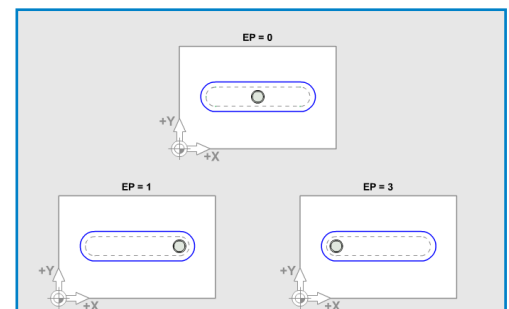 EP = 0
+Y
+X
EP = 1
EP = 3
+Y
+X
+Y
+X